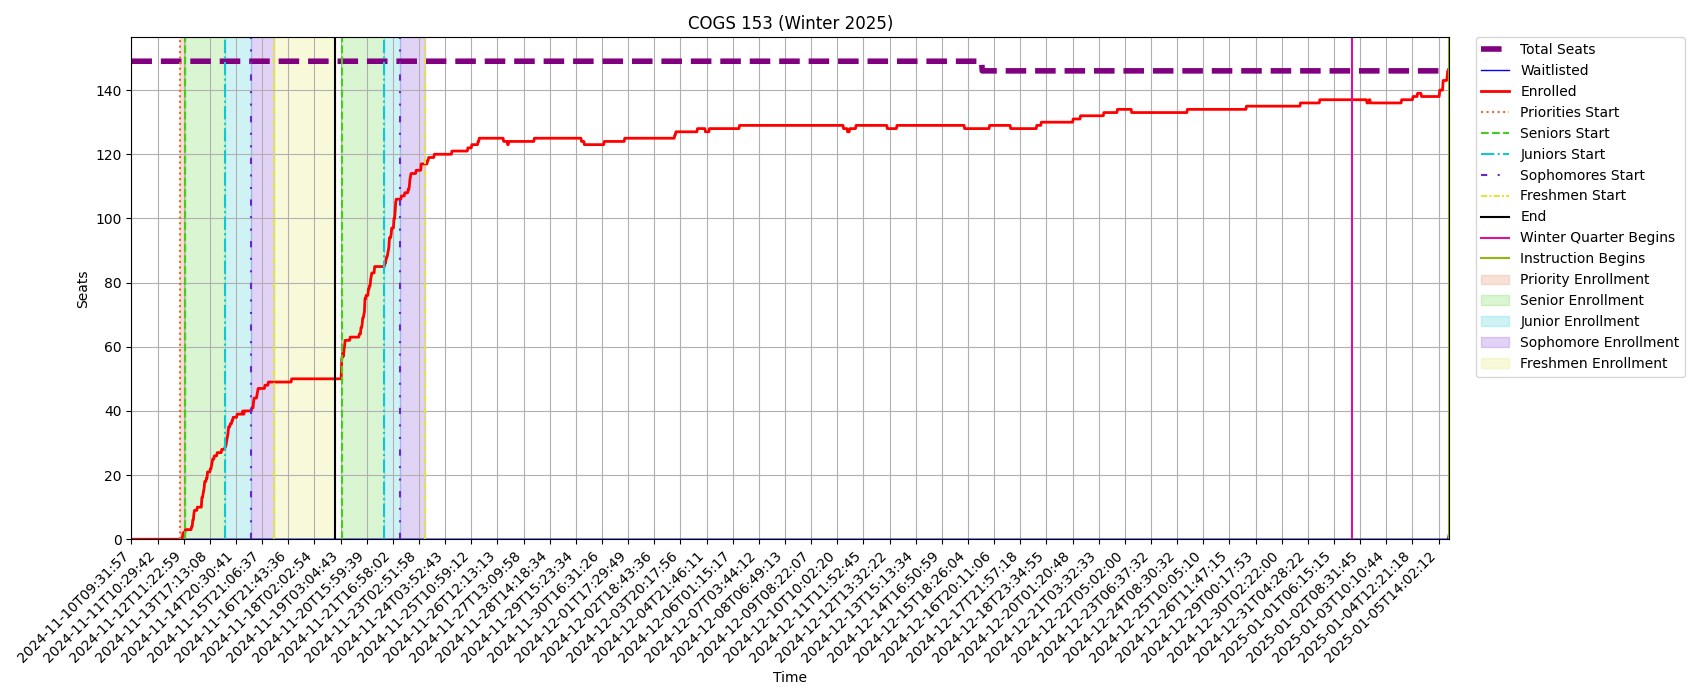 COGS 153 (Winter 2025)
Seats
140
120
100
80
60
40
20
0
2024-11-10T09:31:57
2024-11-11T10:29:42
2024-11-12T11:22:59
2024-11-13T17:13:08
2024-11-14T20:30:41
2024-11-15T21:06:37
2024-11-16T21:43:36
2024-11-18T02:02:54
2024-11-19T03:04:43
2024-11-20T15:59:39
2024-11-21T16:58:02
2024-11-23T02:51:58
2024-11-24T03:52:43
2024-11-25T10:59:12
2024-11-26T12:13:13
2024-11-27T13:09:58
2024-11-28T14:18:34
2024-11-29T15:23:34
2024-11-30T16:31:26
2024-12-01T17:29:49
2024-12-02T18:43:36
2024-12-03T20:17:56
2024-12-04T21:46:11
2024-12-06T01:15:17
2024-12-07T03:44:12
2024-12-08T06:49:13
2024-12-09T08:22:07
2024-12-10T10:02:20
2024-12-11T11:52:45
2024-12-12T13:32:22
2024-12-13T15:13:34
2024-12-14T16:50:59
2024-12-15T18:26:04
2024-12-16T20:11:06
2024-12-17T21:57:18
2024-12-18T23:34:55
2024-12-20T01:20:48
2024-12-21T03:32:33
2024-12-22T05:02:00
2024-12-23T06:37:32
2024-12-24T08:30:32
2024-12-25T10:05:10
2024-12-26T11:47:15
2024-12-29T00:17:53
2024-12-30T02:22:00
2024-12-31T04:28:22
2025-01-01T06:15:15
2025-01-02T08:31:45
2025-01-03T10:10:44
2025-01-04T12:21:18
2025-01-05T14:02:12
Time
Total Seats
Waitlisted
Enrolled
Priorities Start
Seniors Start
Juniors Start
Sophomores Start
Freshmen Start
End
Winter Quarter Begins
Instruction Begins
Priority Enrollment
Senior Enrollment
Junior Enrollment
Sophomore Enrollment
Freshmen Enrollment